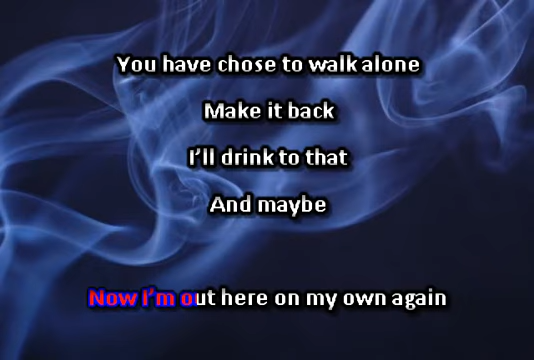 You have chose to walk alone
Make it back
I'll drink to that
And maybe
Now I'm out here on my own again